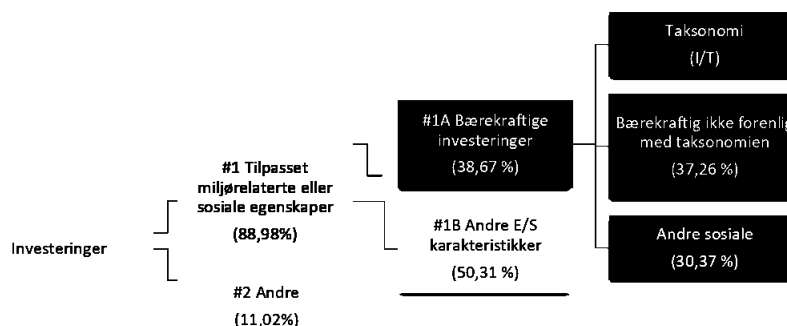 Investeringer
#1 Tilpasset
miljørelaterte eller
sosiale egenskaper
(88,98%)
#2 Andre
(11,02%)
#1A Bærekraftige
investeringer
(38,67 %)
#1B Andre E/S
karakteristikker
(50,31 %)
Taksonomi
(I/T)
Bærekraftig ikke forenlig
med taksonomien
(37,26 %)
Andre sosiale
(30,37 %)